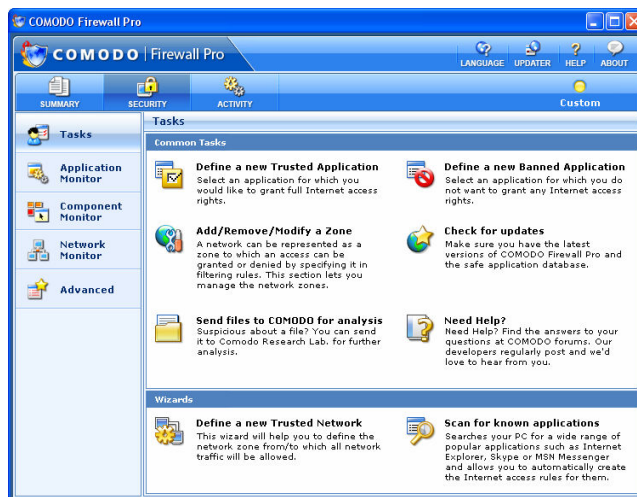 COMODO Firewall Pro
COMODO | Firewall Pro
LANGUAGE UPDATER HELP ABOUT
SUMMARY SECURITY ACTIVITY
Custom
Tasks
Application
Monitor
Component
Monitor
Network
Monitor
Advanced
Tasks
Common Tasks
Define a new Trusted Application
Select an application for which you
would like to grant full Internet access
rights.
Define a new Banned Application
Select an application for which you do
not want to grant any Internet access
rights.
Add/Remove/Modify a Zone
A network can be represented as a
zone to which an access can be
granted or denied by specifying it in
filtering rules. This section lets you
manage the network zones.
Check for updates
Make sure you have the latest
versions of COMODO Firewall Pro and
the safe application database.
Send files to COMODO for analysis
Suspicious about a file? You can send
it to Comodo Research Lab. for further
analysis.
Need Help?
Need Help? Find the answers to your
questions at COMODO forums. Our
developers regularly post and we'd
love to hear from you.
Wizards
Define a new Trusted Network
This wizard will help you to define the
network zone from/to which all network
traffic will be allowed.
Scan for known applications
Searches your PC for a wide range of
popular applications such as Internet
Explorer, Skype or MSN Messenger
and allows you to automatically create
the Internet access rules for them.